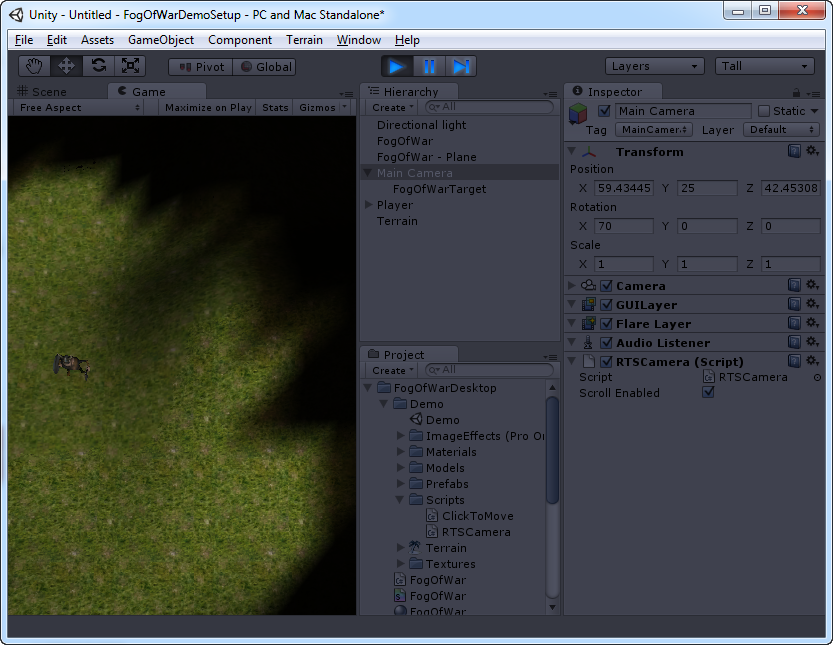 Unity - Untitled - FogOfWarDemoSetup - PC and Mac Standalone*
File Edit Assets GameObject Component Terrain Window Help
Pivot Global Layers Tall
Scene Game
Free Aspect Maximize on Play Stats Gizmos
Hierarchy
Create All
Directional light
FogOfWar
FogOfWar - Plane
Main Camera
FogOfWarTarget
Player
Terrain
Project
Create All
FogOfWarDesktop
Demo
Demo
ImageEffects (Pro Or
Materials
Models
Prefabs
Scripts
ClickToMove
RTSCamera
Terrain
Textures
FogOfWar
FogOfWar
FogOfWar
Inspector
Main Camera Static
Tag MainCamera Layer Default
Transform
Position
X 59.43445 Y 25 Z 42.45308
Rotation
X 70 Y 0 Z 0
Scale
X 1 Y 1 Z 1
Camera
GUILayer
Flare Layer
Audio Listener
RTSCamera (Script)
Script RTSCamera
Scroll Enabled